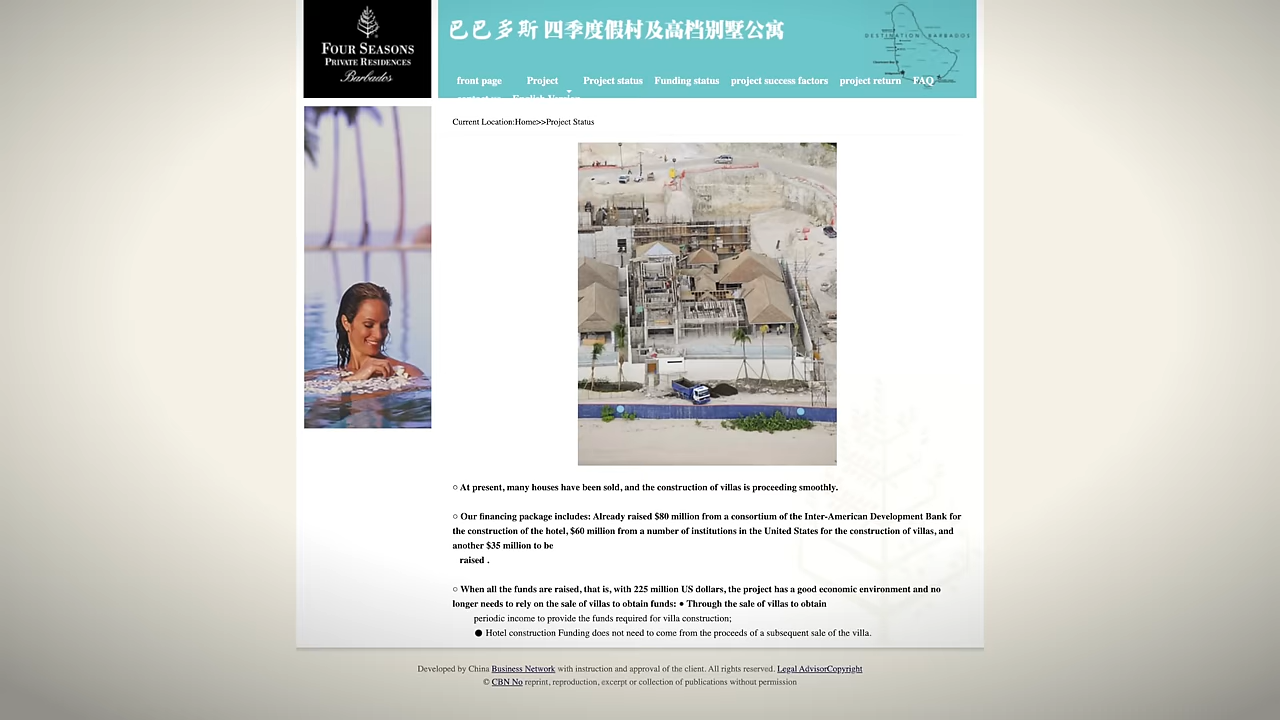 FOUR SEASONS
PRIVATE RESIDENCES
Barbados
巴巴多斯 四季度假村及高档别墅公寓
DESTINATION BARBADOS
front page Project Project status Funding status project success factors project return FAQ
contact us English Version
Current Location:Home>>Project Status
○ At present, many houses have been sold, and the construction of villas is proceeding smoothly.
○ Our financing package includes: Already raised $80 million from a consortium of the Inter-American Development Bank for
the construction of the hotel, $60 million from a number of institutions in the United States for the construction of villas, and
another $35 million to be
raised .
○ When all the funds are raised, that is, with 225 million US dollars, the project has a good economic environment and no
longer needs to rely on the sale of villas to obtain funds: ● Through the sale of villas to obtain
periodic income to provide the funds required for villa construction;
● Hotel construction Funding does not need to come from the proceeds of a subsequent sale of the villa.
Developed by China Business Network with instruction and approval of the client. All rights reserved. Legal AdvisorCopyright
© CBN No reprint, reproduction, excerpt or collection of publications without permission